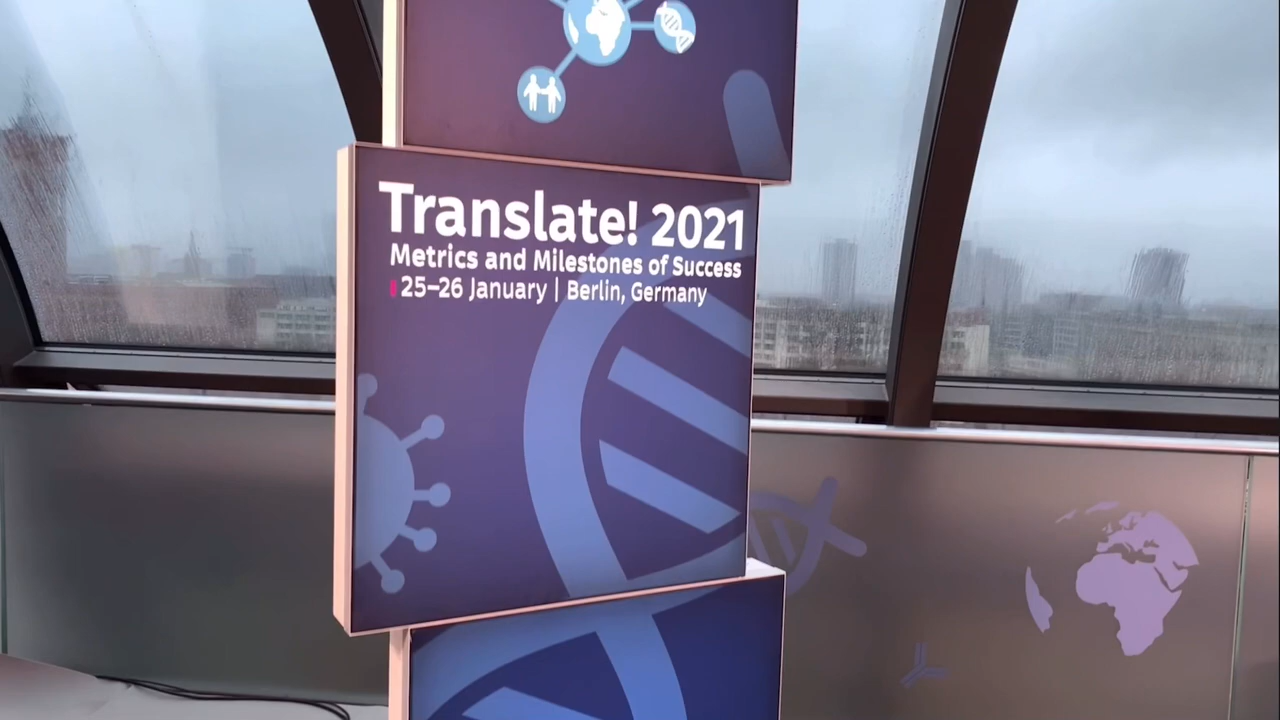 Translate! 2021
Metrics and Milestones of Success
25–26 January | Berlin, Germany